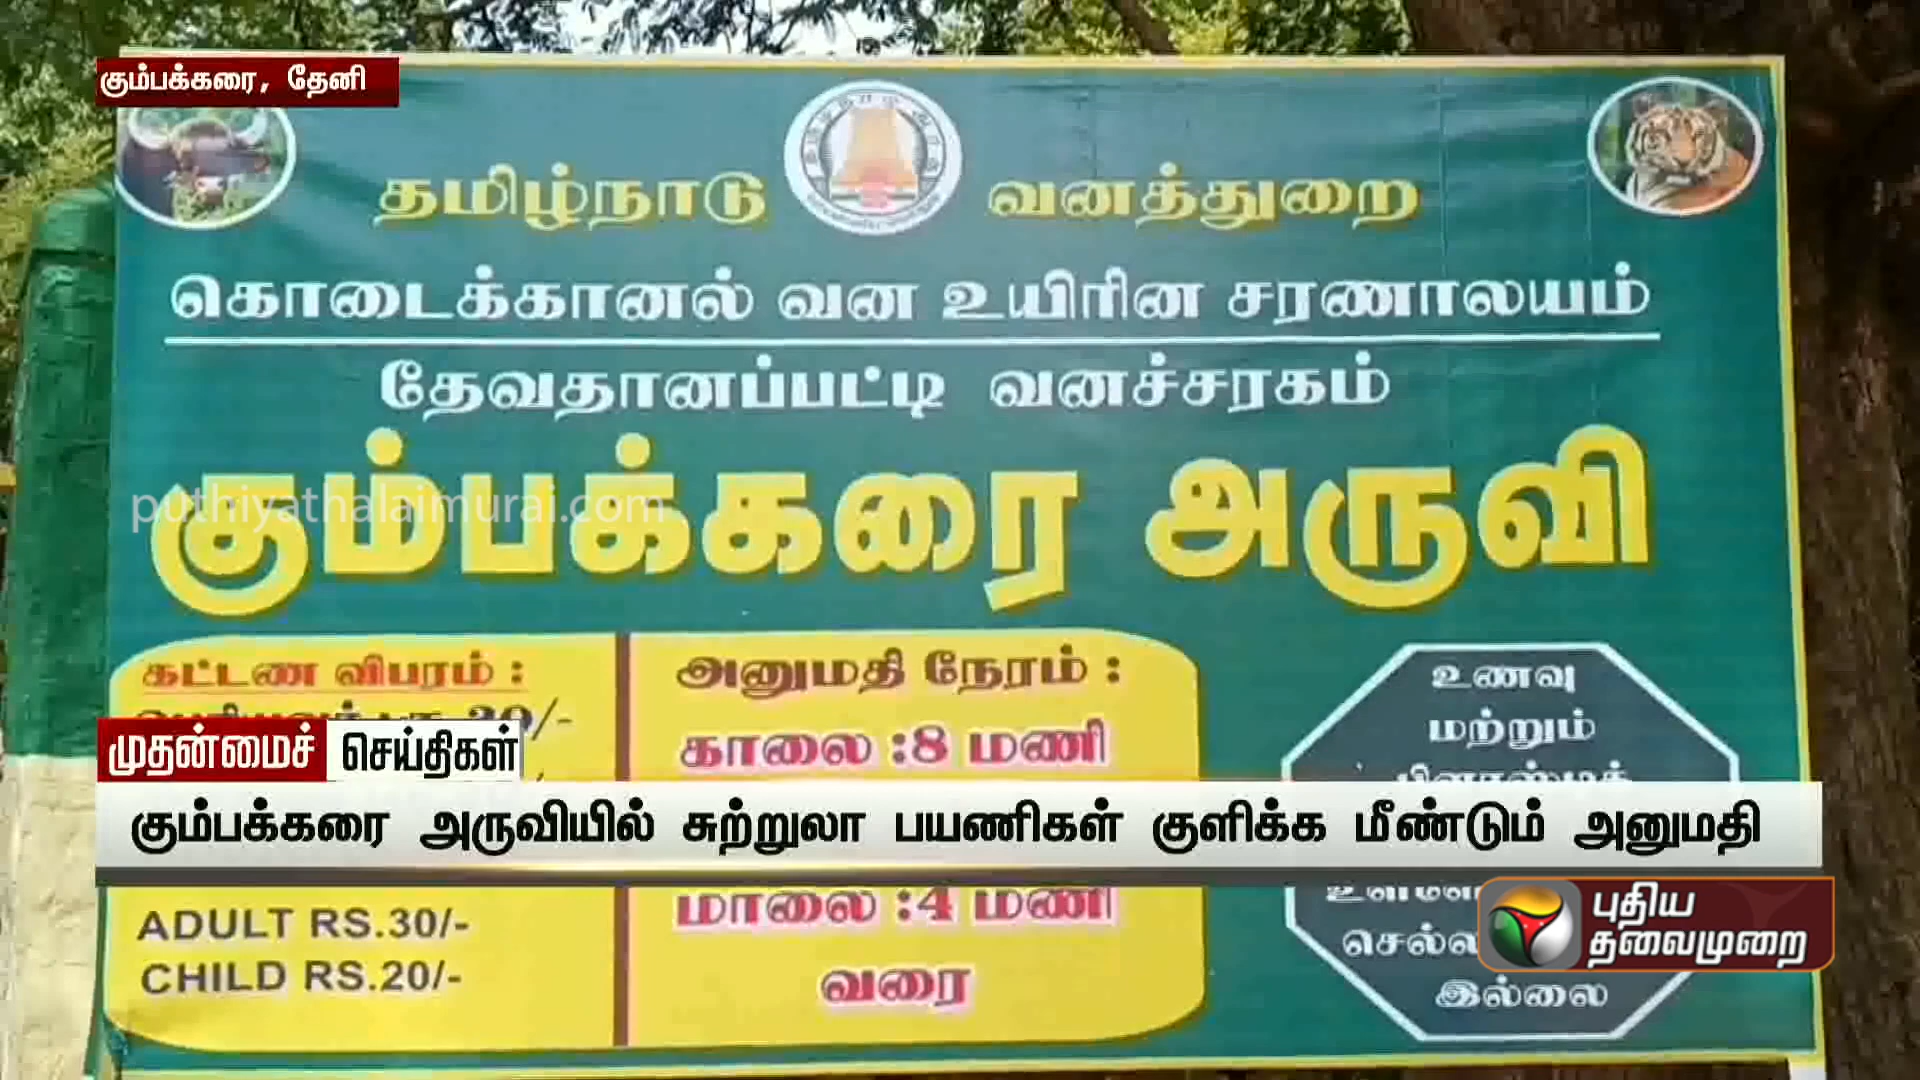 கும்பக்கரை, தேனி
தமிழ்நாடு வனத்துறை
கொடைக்கானல் வன உயிரின சரணாலயம்
தேவதானப்பட்டி வனச்சரகம்
கும்பக்கரை அருவி
puthiyathalaimurai.com
கட்டண விபரம் :
30/-
ADULT RS.30/-
CHILD RS.20/-
அனுமதி நேரம் :
காலை :8 மணி
மாலை :4 மணி
வரை
உணவு
மற்றும்
இல்லை
முதன்மைச் செய்திகள்
கும்பக்கரை அருவியில் சுற்றுலா பயணிகள் குளிக்க மீண்டும் அனுமதி
புதிய
தலைமுறை